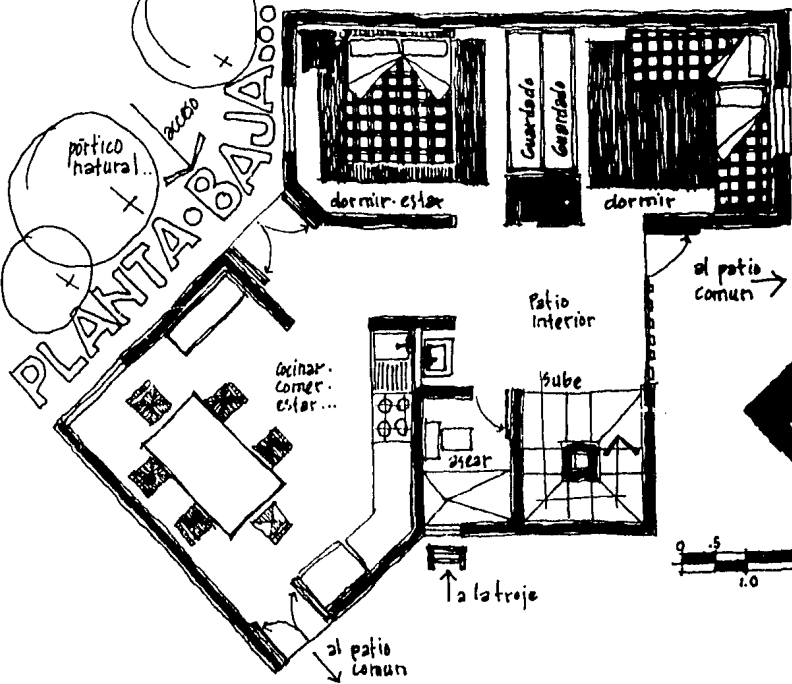 PLANTA·BAJA...
acceso
pórtico
natural..
dormir·estar
Guardado
Guardado
dormir
al patio
comun
Patio
Interior
Cocinar·
comer·
estar...
sube
asear
a la troje
al patio
comun
0 .5
1.0